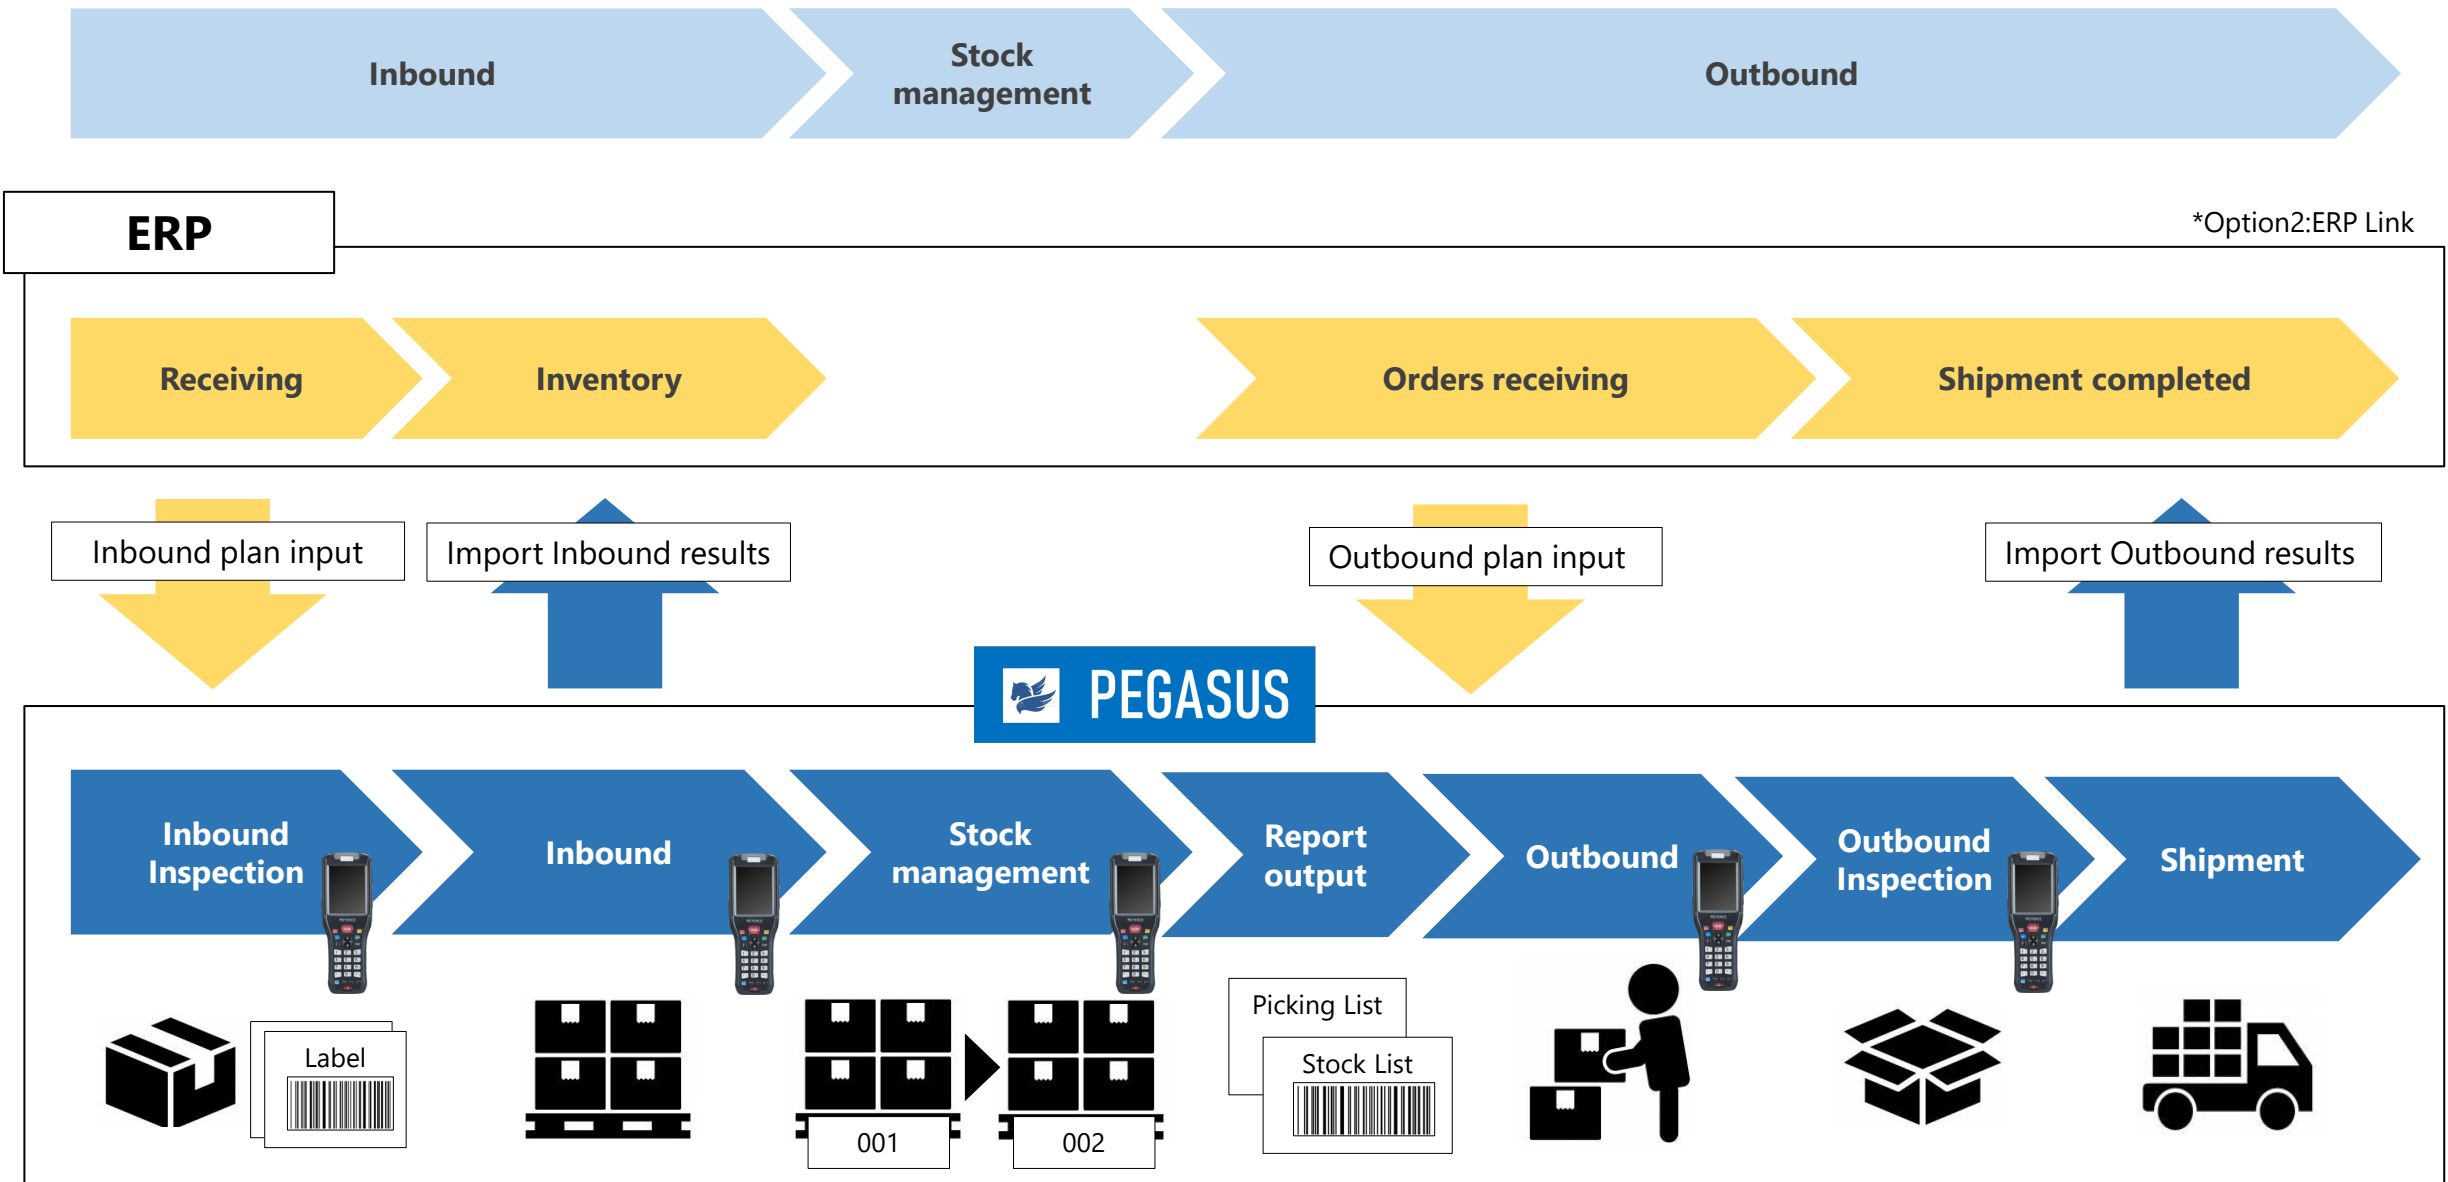 Inbound
Stock
management
Outbound
ERP
*Option2:ERP Link
Receiving
Inventory
Orders receiving
Shipment completed
Inbound plan input
Import Inbound results
Outbound plan input
Import Outbound results
PEGASUS
Inbound
Inspection
Inbound
Stock
management
Report
output
Outbound
Outbound
Inspection
Shipment
Label
001
002
Picking List
Stock List